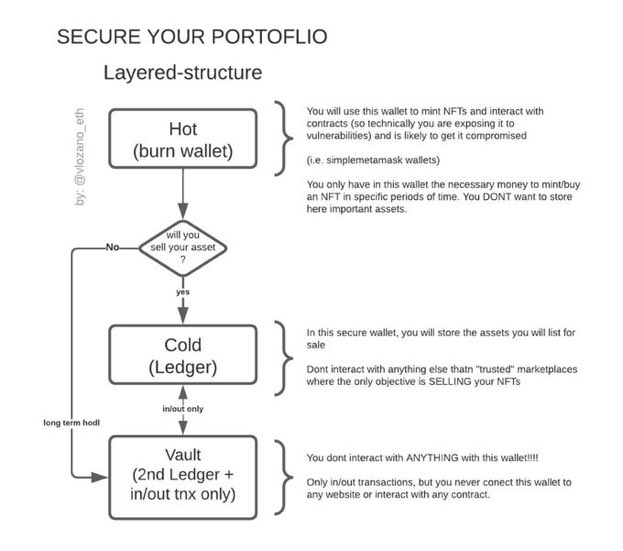 SECURE YOUR PORTOFLIO
Layered-structure
by: @vlozano_eth
Hot
(burn wallet)
You will use this wallet to mint NFTs and interact with
contracts (so technically you are exposing it to
vulnerabilities) and is likely to get it compromised
(i.e. simplemetamask wallets)
You only have in this wallet the necessary money to mint/buy
an NFT in specific periods of time. You DONT want to store
here important assets.
will you
sell your asset
?
No
yes
Cold
(Ledger)
In this secure wallet, you will store the assets you will list for
sale
Dont interact with anything else thatn "trusted" marketplaces
where the only objective is SELLING your NFTs
in/out only
long term hodl
Vault
(2nd Ledger +
in/out tnx only)
You dont interact with ANYTHING with this wallet!!!!
Only in/out transactions, but you never conect this wallet to
any website or interact with any contract.